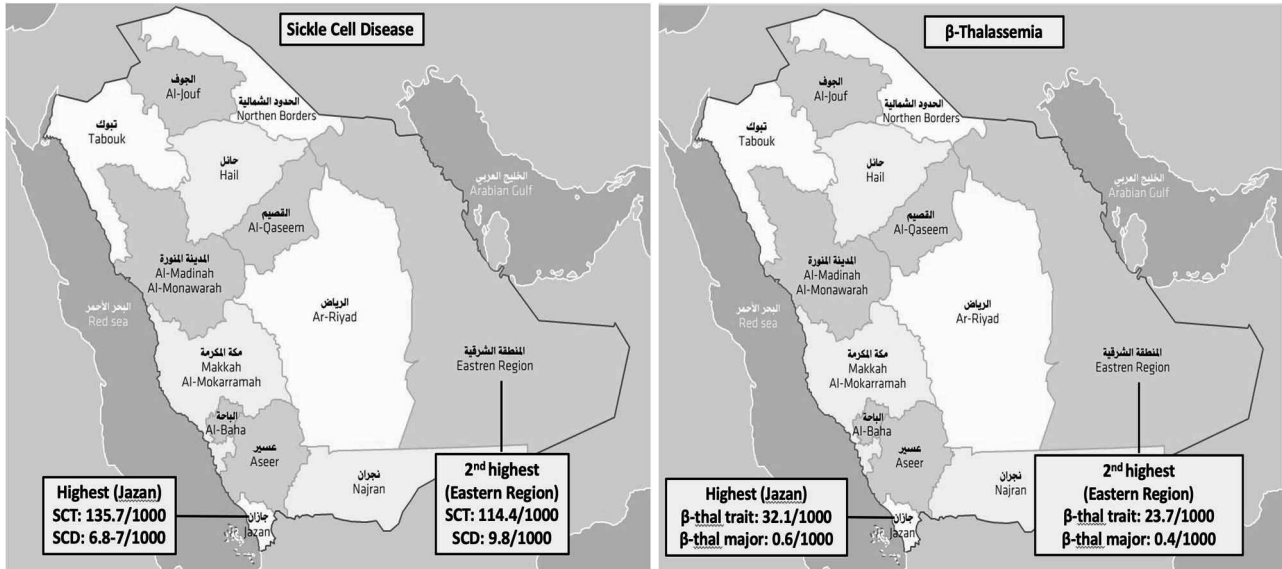 Sickle Cell Disease
الجوف
Al-Jouf
الحدود الشمالية
Northen Borders
تبوك
Tabouk
حائل
Hail
الخليج العربي
Arabian Gulf
القصيم
Al-Qaseem
المدينة المنورة
Al-Madinah
Al-Monawarah
البحر الأحمر
Red sea
الرياض
Ar-Riyad
مكة المكرمة
Makkah
Al-Mokarramah
المنطقة الشرقية
Eastren Region
الباحة
Al-Baha
عسير
Aseer
نجران
Najran
جازان
Jazan
Highest (Jazan)
SCT: 135.7/1000
SCD: 6.8-7/1000
2nd highest
(Eastern Region)
SCT: 114.4/1000
SCD: 9.8/1000
β-Thalassemia
الجوف
Al-Jouf
الحدود الشمالية
Northen Borders
تبوك
Tabouk
حائل
Hail
الخليج العربي
Arabian Gulf
القصيم
Al-Qaseem
المدينة المنورة
Al-Madinah
Al-Monawarah
البحر الأحمر
Red sea
الرياض
Ar-Riyad
مكة المكرمة
Makkah
Al-Mokarramah
المنطقة الشرقية
Eastren Region
الباحة
Al-Baha
عسير
Aseer
نجران
Najran
جازان
Jazan
Highest (Jazan)
β-thal trait: 32.1/1000
β-thal major: 0.6/1000
2nd highest
(Eastern Region)
β-thal trait: 23.7/1000
β-thal major: 0.4/1000